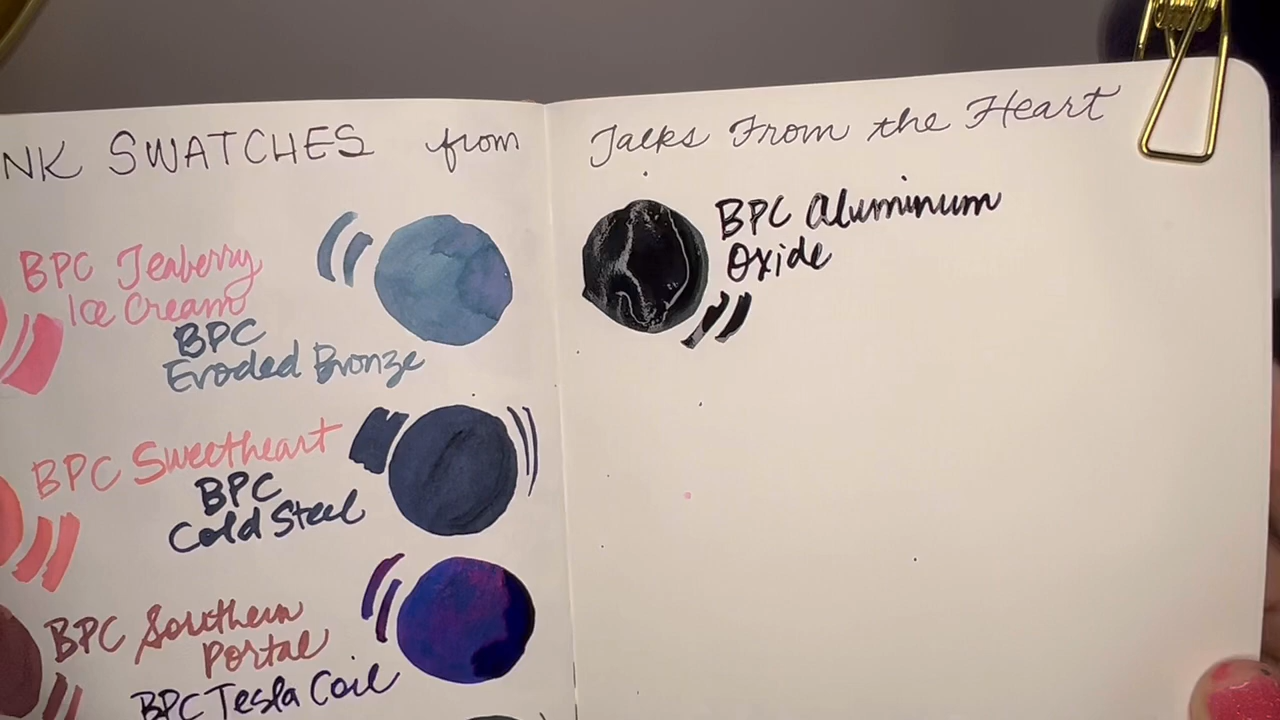 NK SWATCHES from
Talks From the Heart
BPC Teaberry
Ice Cream
BPC
Eroded Bronze
BPC Sweetheart
BPC
Cold Steel
BPC Southern
Portal
BPC Tesla Coil
BPC Aluminum
Oxide